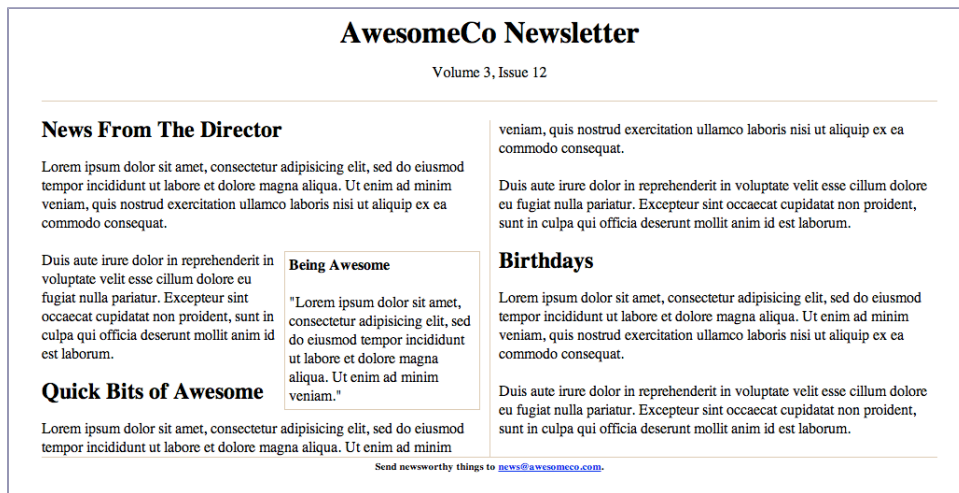 AwesomeCo Newsletter
Volume 3, Issue 12
News From The Director
Lorem ipsum dolor sit amet, consectetur adipisicing elit, sed do eiusmod
tempor incididunt ut labore et dolore magna aliqua. Ut enim ad minim
veniam, quis nostrud exercitation ullamco laboris nisi ut aliquip ex ea
commodo consequat.
Duis aute irure dolor in reprehenderit in
voluptate velit esse cillum dolore eu
fugiat nulla pariatur. Excepteur sint
occaecat cupidatat non proident, sunt in
culpa qui officia deserunt mollit anim id
est laborum.
Being Awesome
"Lorem ipsum dolor sit amet,
consectetur adipisicing elit, sed
do eiusmod tempor incididunt
ut labore et dolore magna
aliqua. Ut enim ad minim
veniam."
Quick Bits of Awesome
Lorem ipsum dolor sit amet, consectetur adipisicing elit, sed do eiusmod
tempor incididunt ut labore et dolore magna aliqua. Ut enim ad minim
veniam, quis nostrud exercitation ullamco laboris nisi ut aliquip ex ea
commodo consequat.
Duis aute irure dolor in reprehenderit in voluptate velit esse cillum dolore
eu fugiat nulla pariatur. Excepteur sint occaecat cupidatat non proident,
sunt in culpa qui officia deserunt mollit anim id est laborum.
Birthdays
Lorem ipsum dolor sit amet, consectetur adipisicing elit, sed do eiusmod
tempor incididunt ut labore et dolore magna aliqua. Ut enim ad minim
veniam, quis nostrud exercitation ullamco laboris nisi ut aliquip ex ea
commodo consequat.
Duis aute irure dolor in reprehenderit in voluptate velit esse cillum dolore
eu fugiat nulla pariatur. Excepteur sint occaecat cupidatat non proident,
sunt in culpa qui officia deserunt mollit anim id est laborum.
Send newsworthy things to news@awesomeco.com.